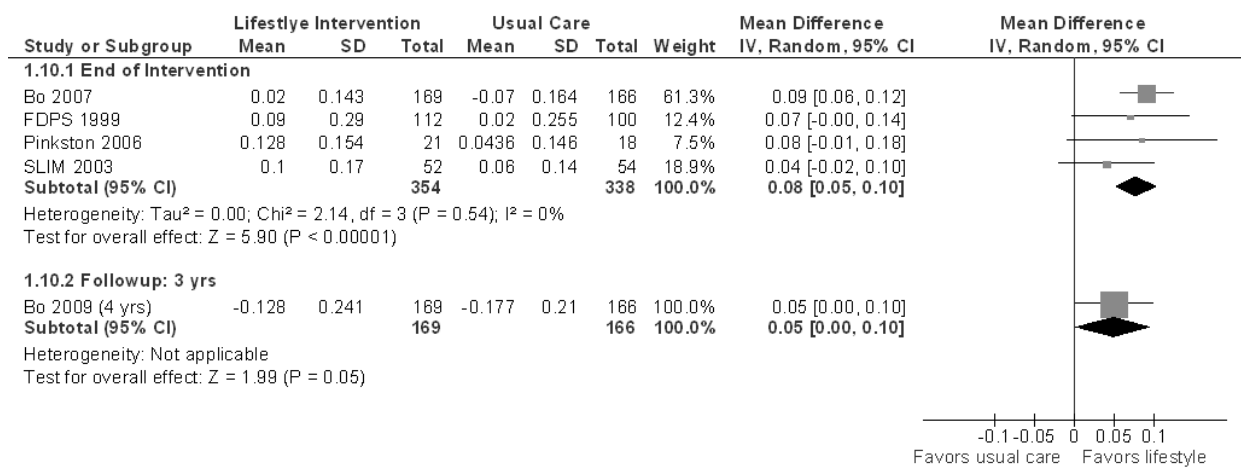 Lifestlye Intervention Usual Care Mean Difference Mean Difference
Study or Subgroup Mean SD Total Mean SD Total Weight IV, Random, 95% CI IV, Random, 95% CI
1.10.1 End of Intervention
Bo 2007 0.02 0.143 169 -0.07 0.164 166 61.3% 0.09 [0.06, 0.12]
FDPS 1999 0.09 0.29 112 0.02 0.255 100 12.4% 0.07 [-0.00, 0.14]
Pinkston 2006 0.128 0.154 21 0.0436 0.146 18 7.5% 0.08 [-0.01, 0.18]
SLIM 2003 0.1 0.17 52 0.06 0.14 54 18.9% 0.04 [-0.02, 0.10]
Subtotal (95% CI) 354 338 100.0% 0.08 [0.05, 0.10]
Heterogeneity: Tau² = 0.00; Chi² = 2.14, df = 3 (P = 0.54); I² = 0%
Test for overall effect: Z = 5.90 (P < 0.00001)
1.10.2 Followup: 3 yrs
Bo 2009 (4 yrs) -0.128 0.241 169 -0.177 0.21 166 100.0% 0.05 [0.00, 0.10]
Subtotal (95% CI) 169 166 100.0% 0.05 [0.00, 0.10]
Heterogeneity: Not applicable
Test for overall effect: Z = 1.99 (P = 0.05)
-0.1 -0.05 0 0.05 0.1
Favors usual care Favors lifestyle